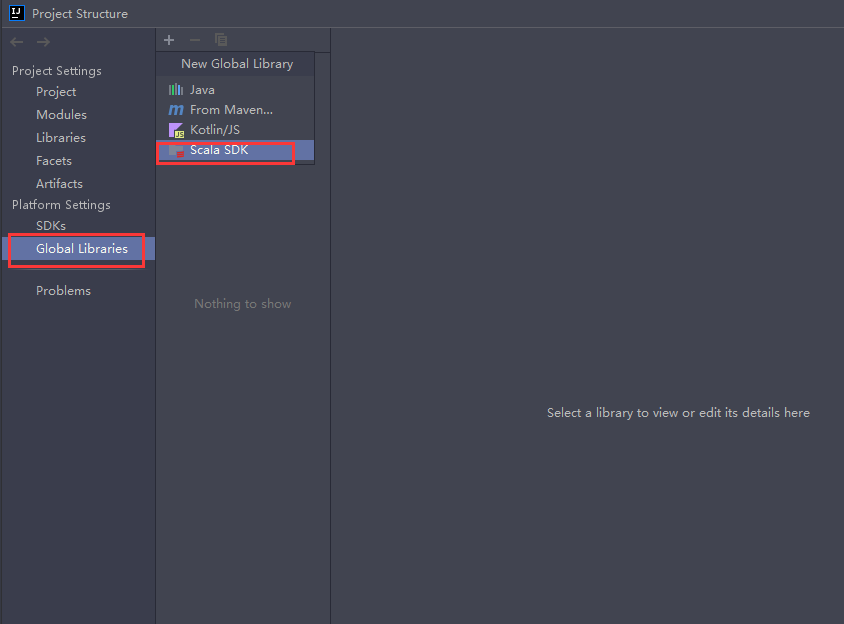 IJ
Project Structure
Project Settings
Project
Modules
Libraries
Facets
Artifacts
Platform Settings
SDKs
Global Libraries
Problems
New Global Library
Java
m From Maven...
JS Kotlin/JS
Scala SDK
Nothing to show
Select a library to view or edit its details here